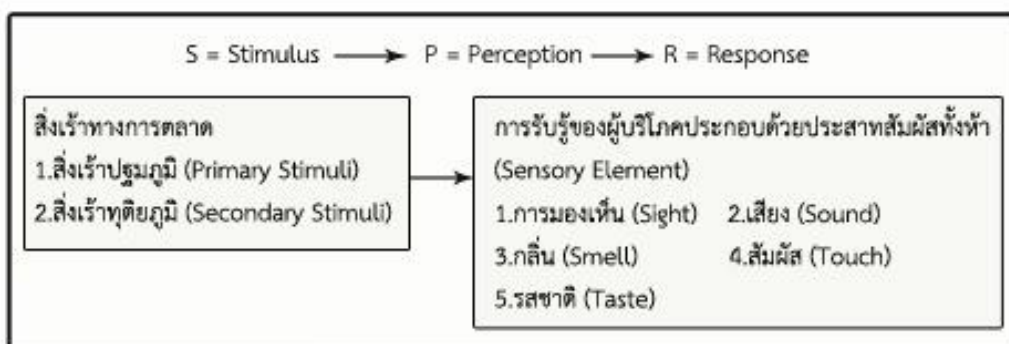 S = Stimulus → P = Perception → R = Response
สิ่งเร้าทางการตลาด
1.สิ่งเร้าปฐมภูมิ (Primary Stimuli)
2.สิ่งเร้าทุติยภูมิ (Secondary Stimuli)
การรับรู้ของผู้บริโภคประกอบด้วยประสาทสัมผัสทั้งห้า
(Sensory Element)
1.การมองเห็น (Sight) 2.เสียง (Sound)
3.กลิ่น (Smell) 4.สัมผัส (Touch)
5.รสชาติ (Taste)